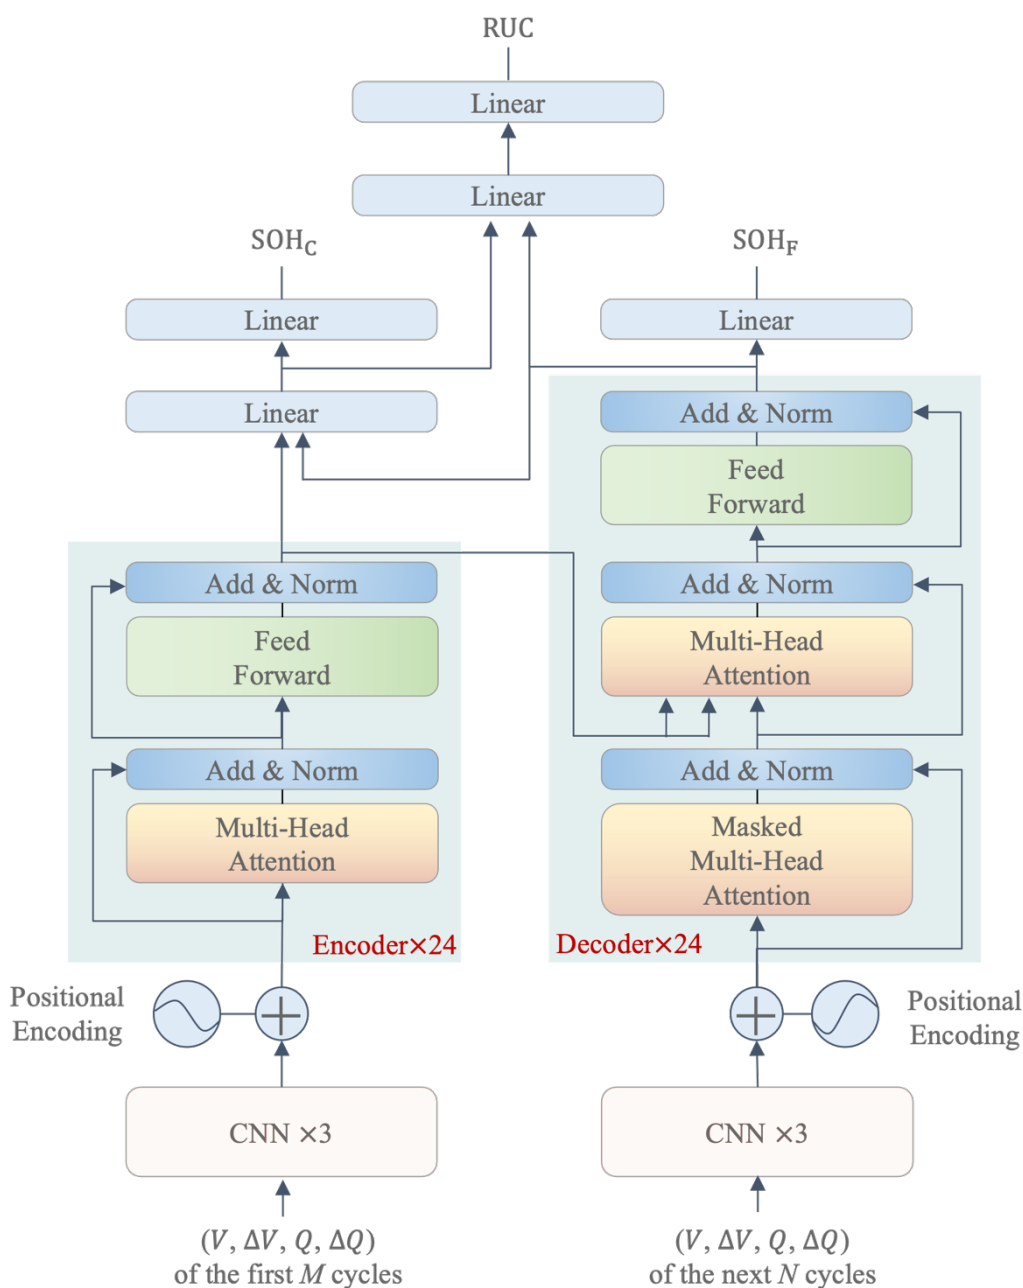 RUC
Linear
Linear
SOH_C
SOH_F
Linear
Linear
Linear
Add & Norm
Feed
Forward
Add & Norm
Multi-Head
Attention
Add & Norm
Feed
Forward
Add & Norm
Multi-Head
Attention
Add & Norm
Masked
Multi-Head
Attention
Encoder×24
Decoder×24
Positional
Encoding
Positional
Encoding
CNN ×3
CNN ×3
(V, ΔV, Q, ΔQ)
of the first M cycles
(V, ΔV, Q, ΔQ)
of the next N cycles